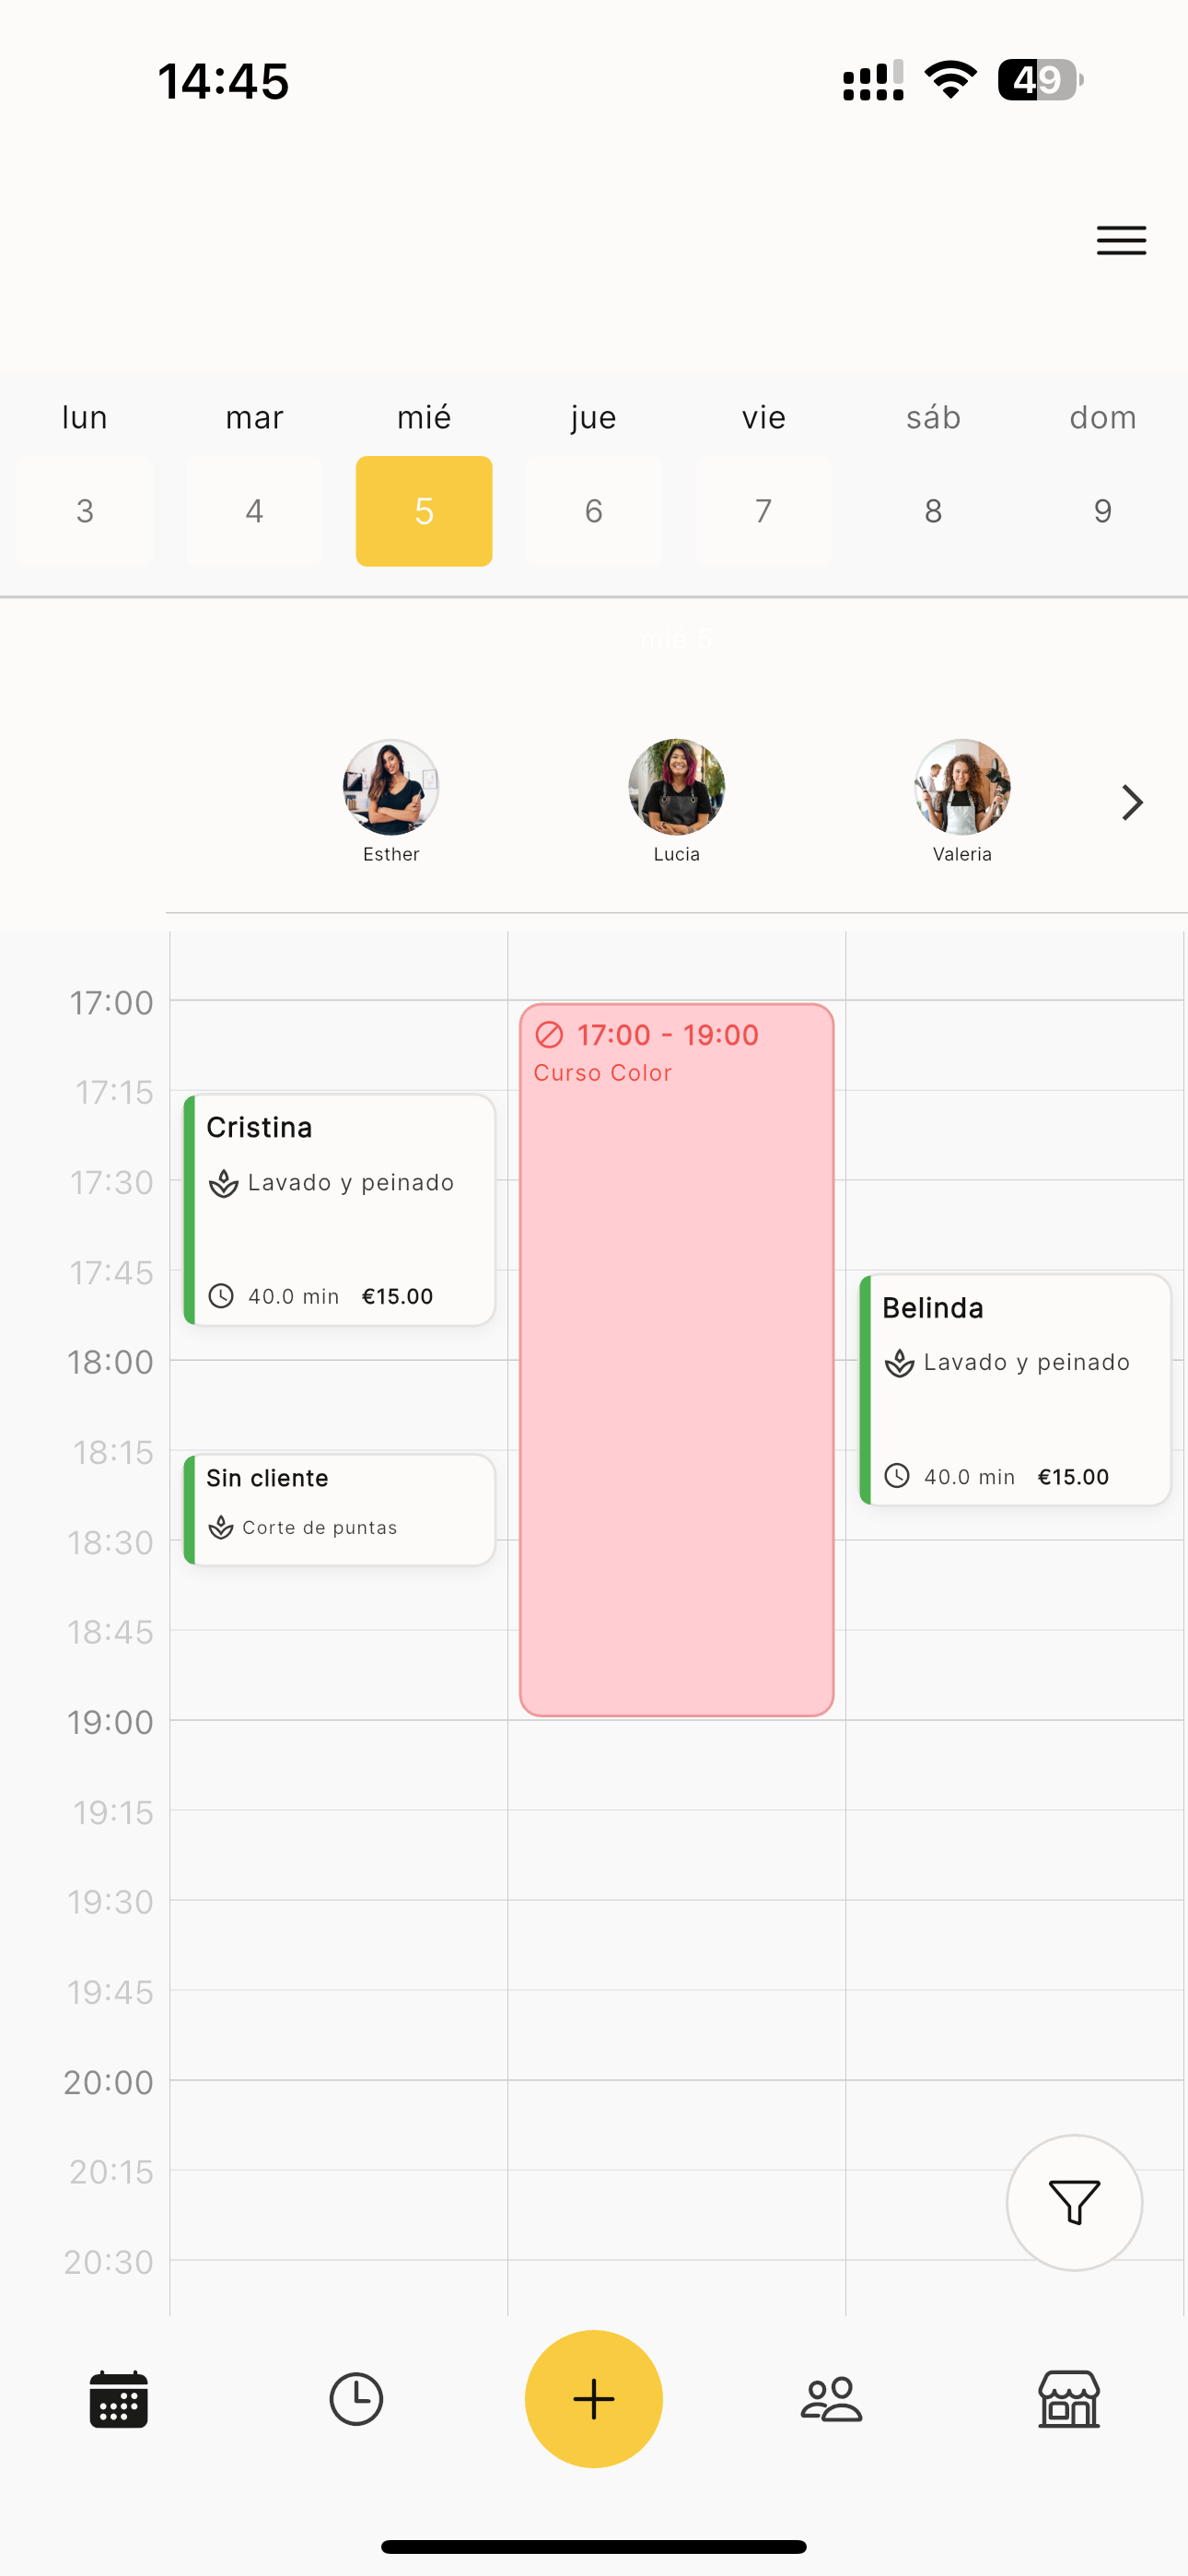 14:45
49
lun mar mié jue vie sáb dom
3 4 5 6 7 8 9
mié 5
Esther Lucia Valeria
17:00
17:15
17:30
17:45
18:00
18:15
18:30
18:45
19:00
19:15
19:30
19:45
20:00
20:15
20:30
Cristina
Lavado y peinado
40.0 min €15.00
Sin cliente
Corte de puntas
17:00 - 19:00
Curso Color
Belinda
Lavado y peinado
40.0 min €15.00